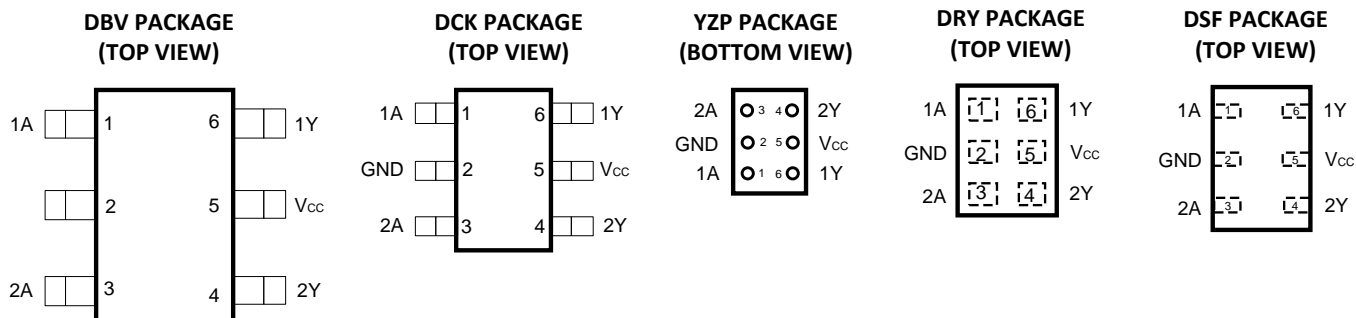 DBV PACKAGE
(TOP VIEW)
1A 1 6 1Y
2 5 VCC
2A 3 4 2Y
DCK PACKAGE
(TOP VIEW)
1A 1 6 1Y
GND 2 5 VCC
2A 3 4 2Y
YZP PACKAGE
(BOTTOM VIEW)
2A 3 4 2Y
GND 2 5 VCC
1A 1 6 1Y
DRY PACKAGE
(TOP VIEW)
1A 1 6 1Y
GND 2 5 VCC
2A 3 4 2Y
DSF PACKAGE
(TOP VIEW)
1A 1 6 1Y
GND 2 5 VCC
2A 3 4 2Y